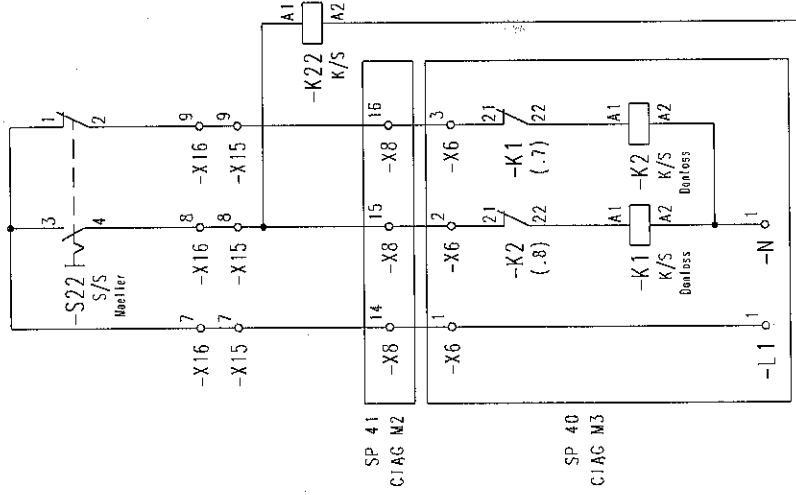 A1
A2
-K22
K/S
1
2
3
4
-S22
S/S
Moeller
7
8
9
-X16
-X16
-X16
7
8
9
-X15
-X15
-X15
14
15
16
-X8
-X8
-X8
SP 41
CIAG M2
1
2
3
-X6
-X6
-X6
21
22
-K2
(.8)
21
22
-K1
(.7)
A1
A2
-K1
K/S
Danfoss
A1
A2
-K2
K/S
Danfoss
SP 40
CIAG M3
1
-L1
1
-N